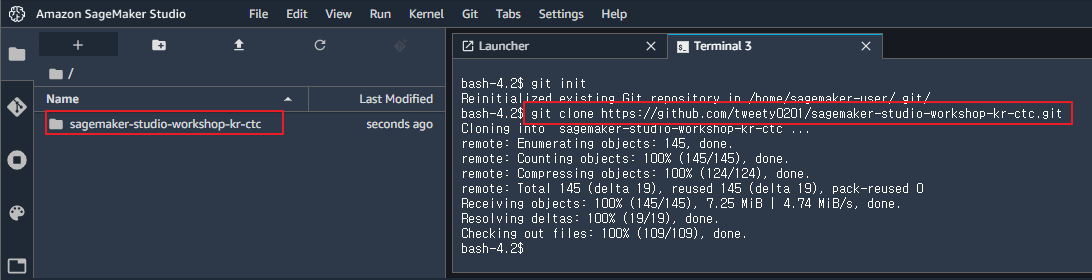 Amazon SageMaker Studio File Edit View Run Kernel Git Tabs Settings Help
+
/
Name Last Modified
sagemaker-studio-workshop-kr-ctc seconds ago
Launcher Terminal 3
bash-4.2$ git init
Reinitialized existing Git repository in /home/sagemaker-user/.git/
bash-4.2$ git clone https://github.com/tweety0201/sagemaker-studio-workshop-kr-ctc.git
Cloning into 'sagemaker-studio-workshop-kr-ctc'...
remote: Enumerating objects: 145, done.
remote: Counting objects: 100% (145/145), done.
remote: Compressing objects: 100% (124/124), done.
remote: Total 145 (delta 19), reused 145 (delta 19), pack-reused 0
Receiving objects: 100% (145/145), 7.25 MiB | 4.74 MiB/s, done.
Resolving deltas: 100% (19/19), done.
Checking out files: 100% (109/109), done.
bash-4.2$